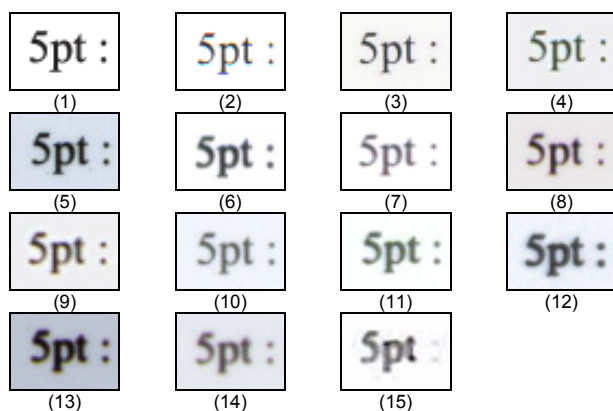 5pt : 5pt : 5pt : 5pt :
(1) (2) (3) (4)
5pt : 5pt : 5pt : 5pt :
(5) (6) (7) (8)
5pt : 5pt : 5pt : 5pt :
(9) (10) (11) (12)
5pt : 5pt : 5pt :
(13) (14) (15)